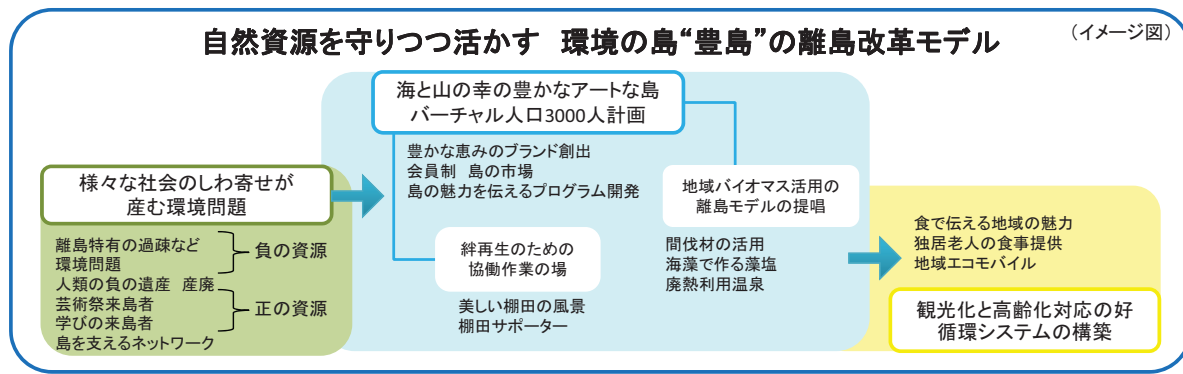 自然資源を守りつつ活かす　環境の島“豊島”の離島改革モデル
（イメージ図）
様々な社会のしわ寄せが
産む環境問題
離島特有の過疎など
環境問題
負の資源
人類の負の遺産　産廃
芸術祭来島者
学びの来島者
正の資源
島を支えるネットワーク
海と山の幸の豊かなアートな島
バーチャル人口3000人計画
豊かな恵みのブランド創出
会員制　島の市場
島の魅力を伝えるプログラム開発
絆再生のための
協働作業の場
美しい棚田の風景
棚田サポーター
地域バイオマス活用の
離島モデルの提唱
間伐材の活用
海藻で作る藻塩
廃熱利用温泉
食で伝える地域の魅力
独居老人の食事提供
地域エコモバイル
観光化と高齢化対応の好
循環システムの構築